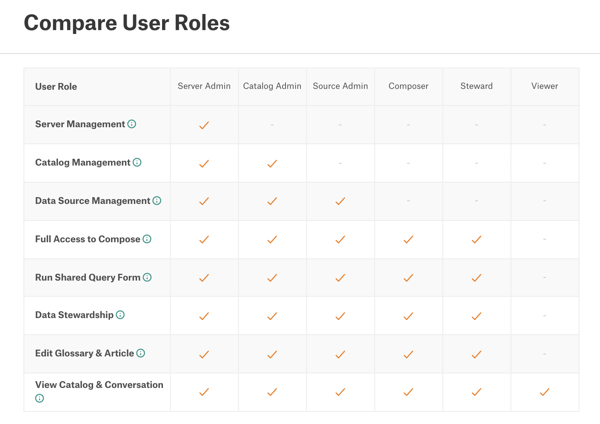 Compare User Roles
User Role Server Admin Catalog Admin Source Admin Composer Steward Viewer
Server Management ✓ - - - - -
Catalog Management ✓ ✓ - - - -
Data Source Management ✓ ✓ ✓ - - -
Full Access to Compose ✓ ✓ ✓ ✓ ✓ -
Run Shared Query Form ✓ ✓ ✓ ✓ ✓ -
Data Stewardship ✓ ✓ ✓ ✓ ✓ -
Edit Glossary & Article ✓ ✓ ✓ ✓ ✓ -
View Catalog & Conversation ✓ ✓ ✓ ✓ ✓ ✓